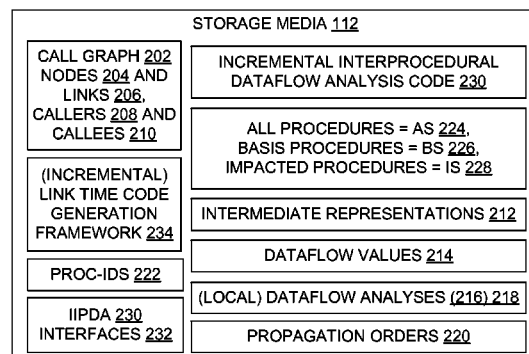 STORAGE MEDIA 112
CALL GRAPH 202
NODES 204 AND
LINKS 206,
CALLERS 208 AND
CALLEES 210
(INCREMENTAL)
LINK TIME CODE
GENERATION
FRAMEWORK 234
PROC-IDS 222
IIPDA 230
INTERFACES 232
INCREMENTAL INTERPROCEDURAL
DATAFLOW ANALYSIS CODE 230
ALL PROCEDURES = AS 224,
BASIS PROCEDURES = BS 226,
IMPACTED PROCEDURES = IS 228
INTERMEDIATE REPRESENTATIONS 212
DATAFLOW VALUES 214
(LOCAL) DATAFLOW ANALYSES (216) 218
PROPAGATION ORDERS 220